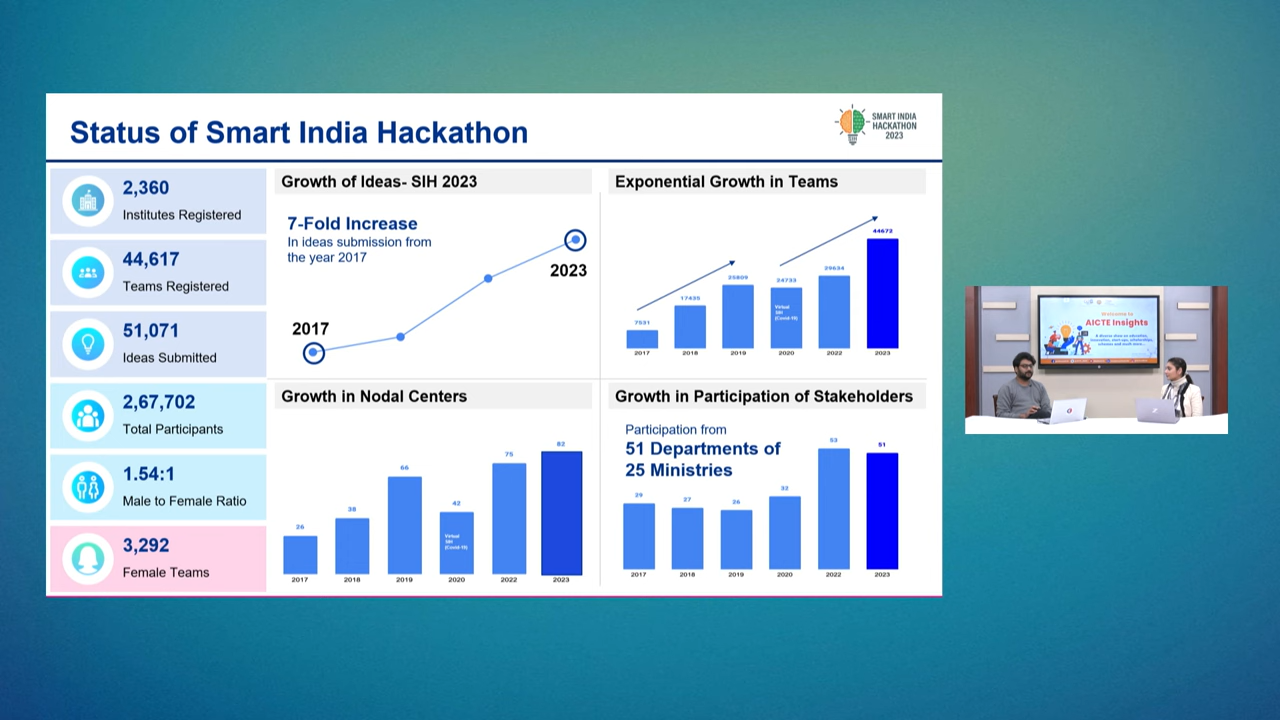 Status of Smart India Hackathon
SMART INDIA
HACKATHON
2023
2,360
Institutes Registered
44,617
Teams Registered
51,071
Ideas Submitted
2,67,702
Total Participants
1.54:1
Male to Female Ratio
3,292
Female Teams
Growth of Ideas- SIH 2023
7-Fold Increase
In ideas submission from
the year 2017
2017
2023
Exponential Growth in Teams
7531
17435
25809
24733
29634
44672
Virtual
SIH
(Covid-19)
2017
2018
2019
2020
2022
2023
Growth in Nodal Centers
26
38
66
42
75
82
Virtual
SIH
(Covid-19)
2017
2018
2019
2020
2022
2023
Growth in Participation of Stakeholders
Participation from
51 Departments of
25 Ministries
29
27
26
32
53
51
2017
2018
2019
2020
2022
2023
Welcome to
AICTE Insights